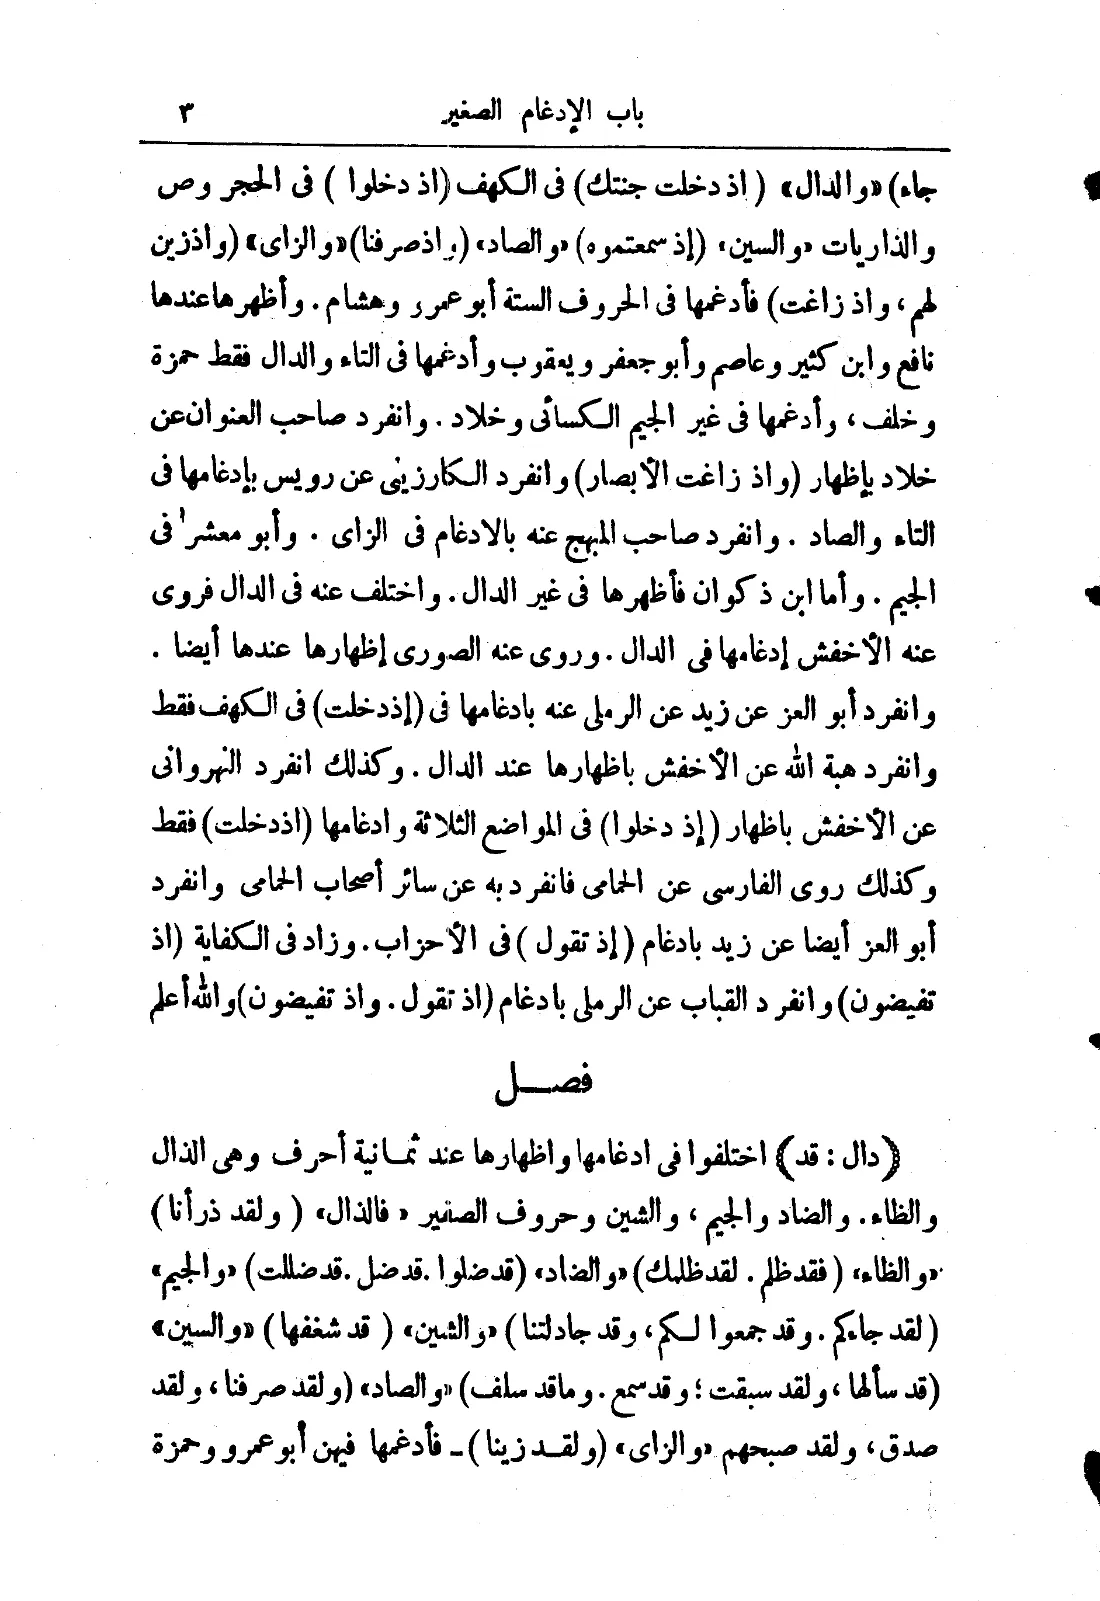 باب الإدغام الصغير ٣
جاء) «والدال» (اذ دخلت جنتك) فى الكهف (اذ دخلوا) فى الحجر وص
والذاريات «والسين» (إذ سمعتموه) «والصاد» (واذ صرفنا) «والزاى» (واذ زين
لهم ، واذ زاغت) فأدغمها فى الحروف الستة أبو عمرو وهشام . وأظهرها عندها
نافع وابن كثير وعاصم وأبو جعفر ويعقوب وأدغمها فى التاء والدال فقط حمزة
وخلف ، وأدغمها فى غير الجيم الكسائى وخلاد . وانفرد صاحب العنوان عن
خلاد بإظهار (واذ زاغت الأبصار) وانفرد الكارزينى عن رويس بإدغامها فى
التاء والصاد . وانفرد صاحب المبهج عنه بالادغام فى الزاى . وأبو معشر فى
الجيم . وأما ابن ذكوان فأظهرها فى غير الدال . واختلف عنه فى الدال فروى
عنه الأخفش إدغامها فى الدال . وروى عنه الصورى إظهارها عندها أيضا .
وانفرد أبو العز عن زيد عن الرملى عنه بادغامها فى (إذ دخلت) فى الكهف فقط
وانفرد هبة الله عن الأخفش باظهارها عند الدال . وكذلك انفرد النهروانى
عن الأخفش باظهار (إذ دخلوا) فى المواضع الثلاثة وادغامها (اذ دخلت) فقط
وكذلك روى الفارسى عن الحمامى فانفرد به عن سائر أصحاب الحمامى وانفرد
أبو العز أيضا عن زيد بادغام (إذ تقول) فى الأحزاب . وزاد فى الكفاية (اذ
تفيضون) وانفرد القباب عن الرملى بادغام (اذ تقول . واذ تفيضون) والله أعلم
فصــل
(دال : قد) اختلفوا فى ادغامها واظهارها عند ثمــانية أحرف وهى الذال
والظاء . والضاد والجيم ، والشين وحروف الصفير «فالذال» (ولقد ذرأنا)
«والظاء» (فقد ظلم . لقد ظلمك) «والضاد» (قد ضلوا . قد ضل . قد ضللت) «والجيم»
(لقد جاءكم . وقد جمعوا لــكم ، وقد جادلتنا) «والشين» (قد شغفها) «والسين»
(قد سألها ، ولقد سبقت ؛ وقد سمع . وما قد سلف) «والصاد» (ولقد صرفنا ، ولقد
صدق ، ولقد صبحهم «والزاى» (ولقــد زينا) ــ فأدغمها فيهن أبو عمرو وحمزة